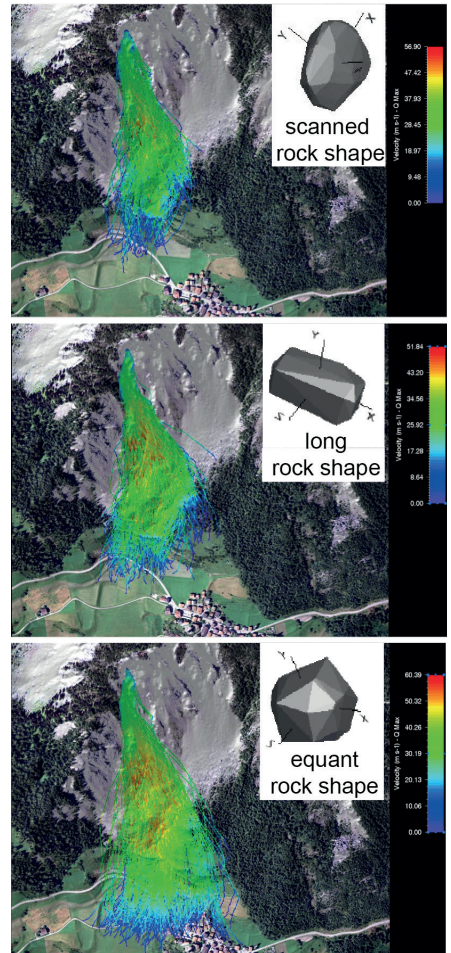 Y
X
scanned
rock shape
Velocity (m s-1) - Q Max
56.90
47.42
37.93
28.45
18.97
9.48
0.00
Y
Z
X
long
rock shape
Velocity (m s-1) - Q Max
51.84
43.20
34.56
25.92
17.28
8.64
0.00
Y
Z
X
equant
rock shape
Velocity (m s-1) - Q Max
60.39
50.32
40.26
30.19
20.13
10.06
0.00